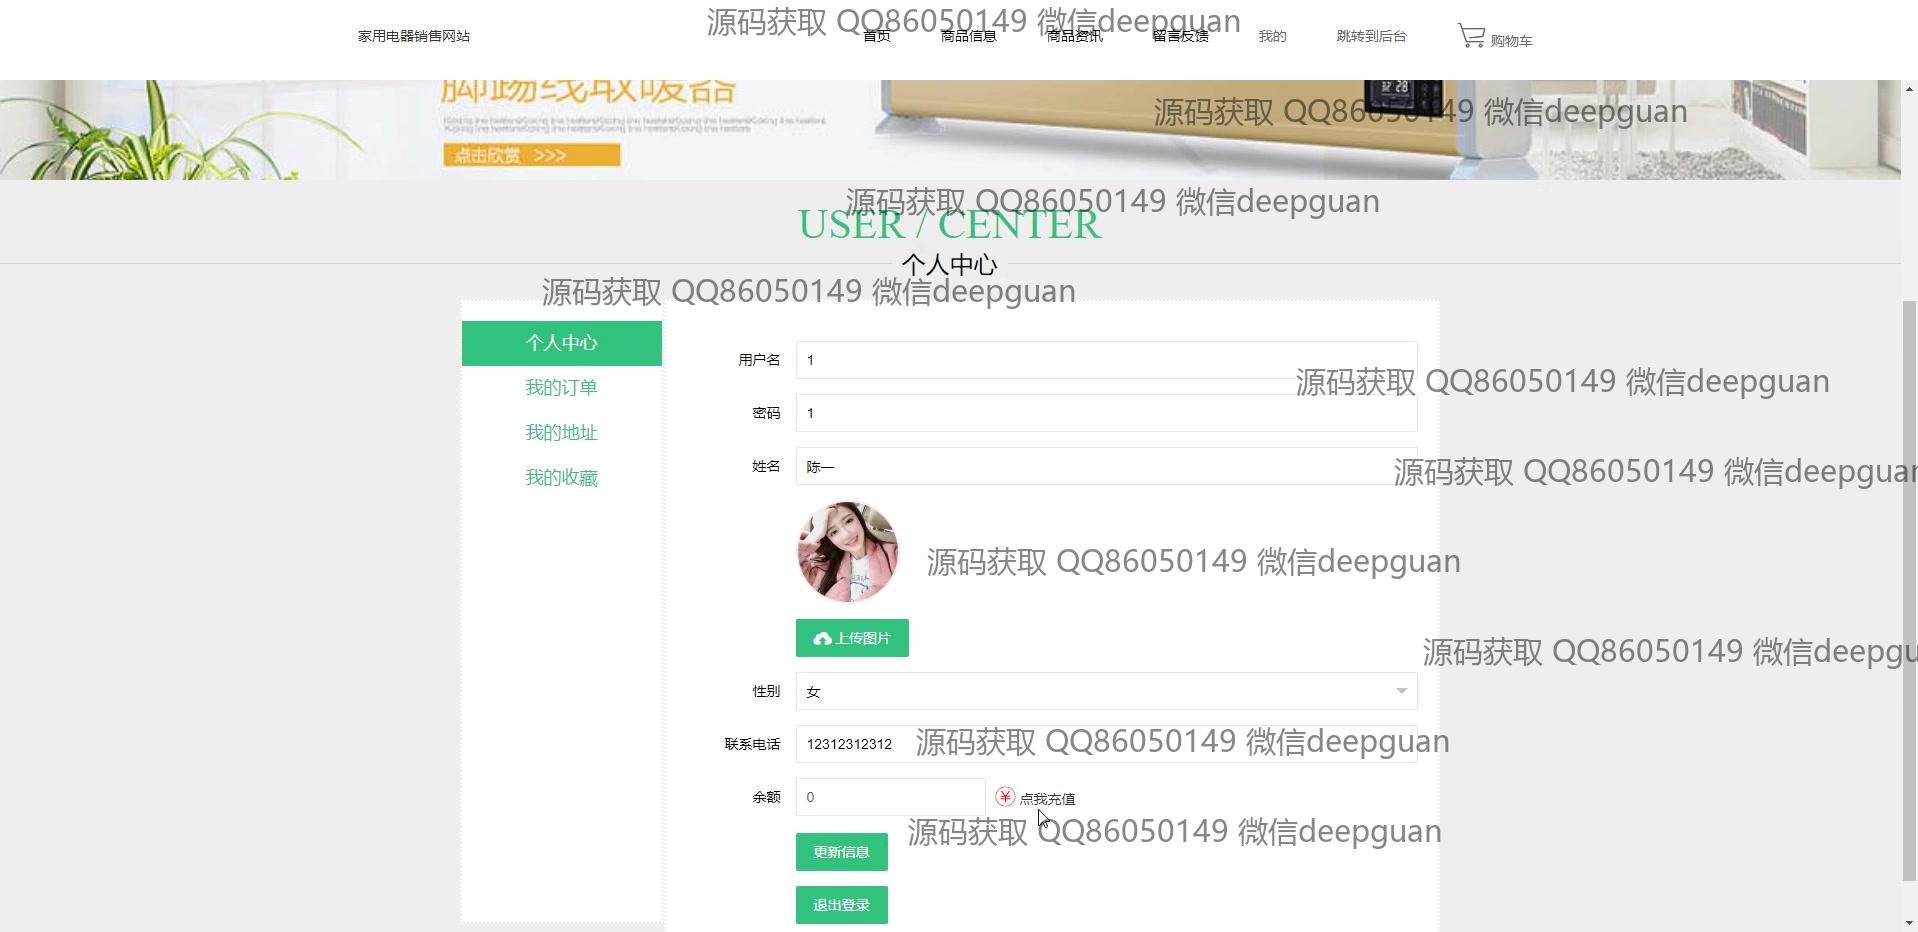 源码获取 QQ86050149 微信deepguan
家用电器销售网站
首页
商品信息
商品资讯
留言反馈
我的
跳转到后台
购物车
脚踢线取暖器
源码获取 QQ86050149 微信deepguan
点击欣赏 >>>
源码获取 QQ86050149 微信deepguan
USER / CENTER
个人中心
源码获取 QQ86050149 微信deepguan
个人中心
我的订单
我的地址
我的收藏
用户名 1
源码获取 QQ86050149 微信deepguan
密码 1
姓名 陈一
源码获取 QQ86050149 微信deepguan
源码获取 QQ86050149 微信deepguan
上传图片
源码获取 QQ86050149 微信deepgu
性别 女
联系电话 12312312312
源码获取 QQ86050149 微信deepguan
余额 0 点我充值
源码获取 QQ86050149 微信deepguan
更新信息
退出登录